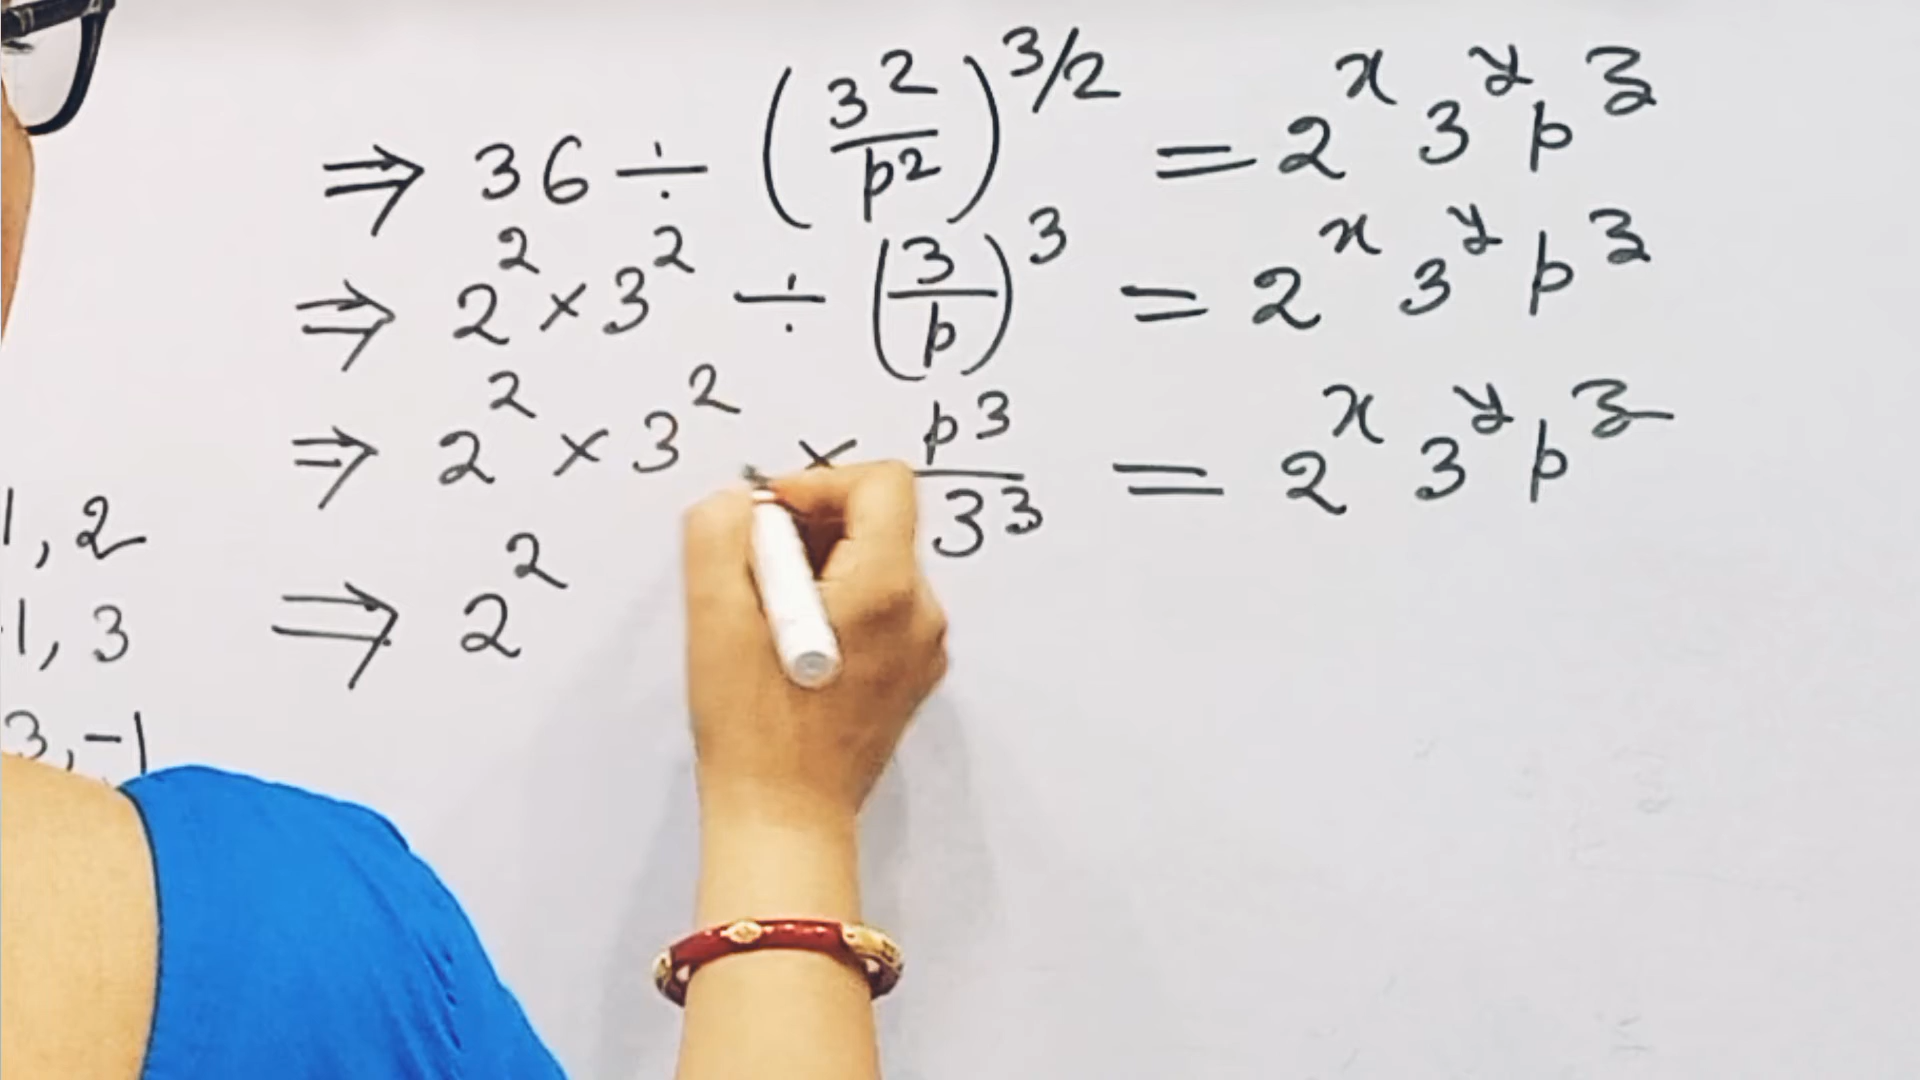 ⇒ 36 ÷ (3²/p²)^3/2 = 2^x 3^y p^z
⇒ 2² × 3² ÷ (3/p)³ = 2^x 3^y p^z
⇒ 2² × 3² × p³/3³ = 2^x 3^y p^z
⇒ 2²
1, 2
1, 3
3, -1